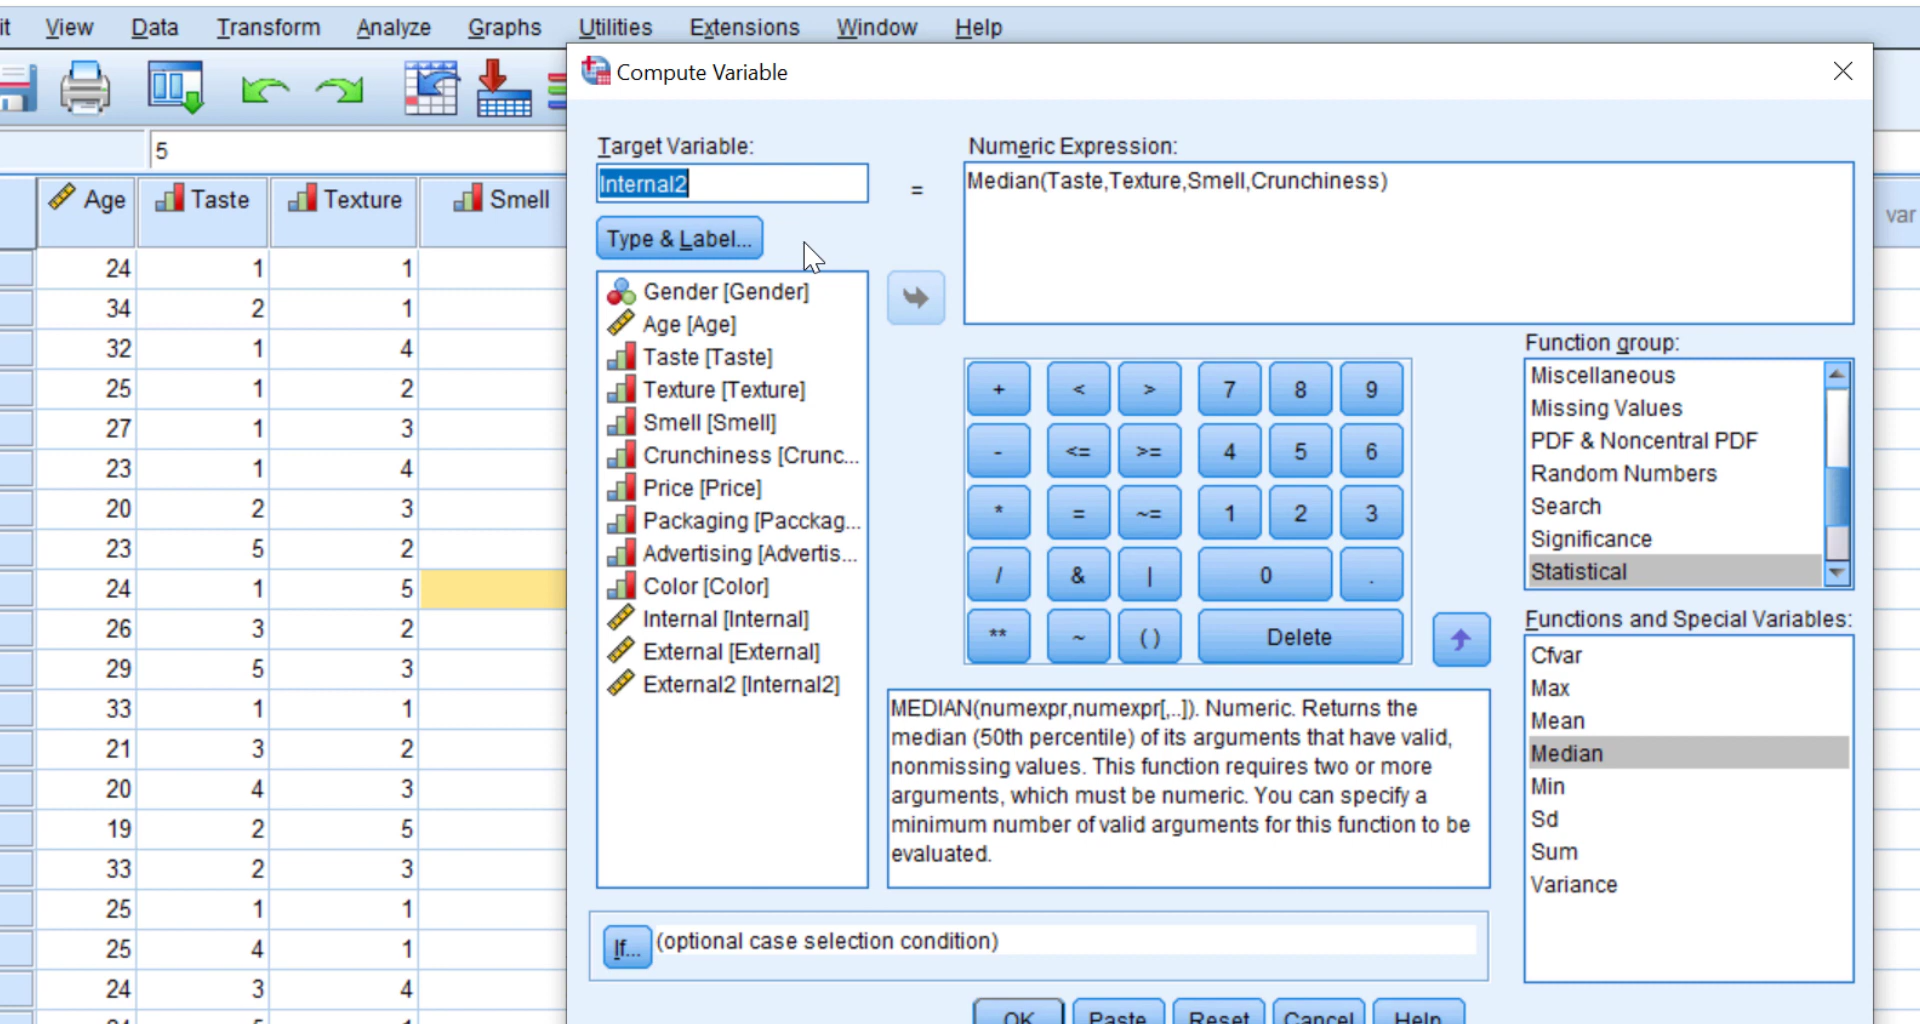 it View Data Transform Analyze Graphs Utilities Extensions Window Help
Compute Variable
5
Target Variable:
Internal2
=
Numeric Expression:
Median(Taste,Texture,Smell,Crunchiness)
Type & Label...
Age Taste Texture Smell
var
24 1 1
34 2 1
32 1 4
25 1 2
27 1 3
23 1 4
20 2 3
23 5 2
24 1 5
26 3 2
29 5 3
33 1 1
21 3 2
20 4 3
19 2 5
33 2 3
25 1 1
25 4 1
24 3 4
Gender [Gender]
Age [Age]
Taste [Taste]
Texture [Texture]
Smell [Smell]
Crunchiness [Crunc...
Price [Price]
Packaging [Pacckag...
Advertising [Advertis...
Color [Color]
Internal [Internal]
External [External]
External2 [Internal2]
+ < > 7 8 9
- <= >= 4 5 6
* = ~= 1 2 3
/ & | 0 .
** ~ ( ) Delete
Function group:
Miscellaneous
Missing Values
PDF & Noncentral PDF
Random Numbers
Search
Significance
Statistical
Functions and Special Variables:
Cfvar
Max
Mean
Median
Min
Sd
Sum
Variance
MEDIAN(numexpr,numexpr[,..]). Numeric. Returns the
median (50th percentile) of its arguments that have valid,
nonmissing values. This function requires two or more
arguments, which must be numeric. You can specify a
minimum number of valid arguments for this function to be
evaluated.
If... (optional case selection condition)
OK Paste Reset Cancel Help